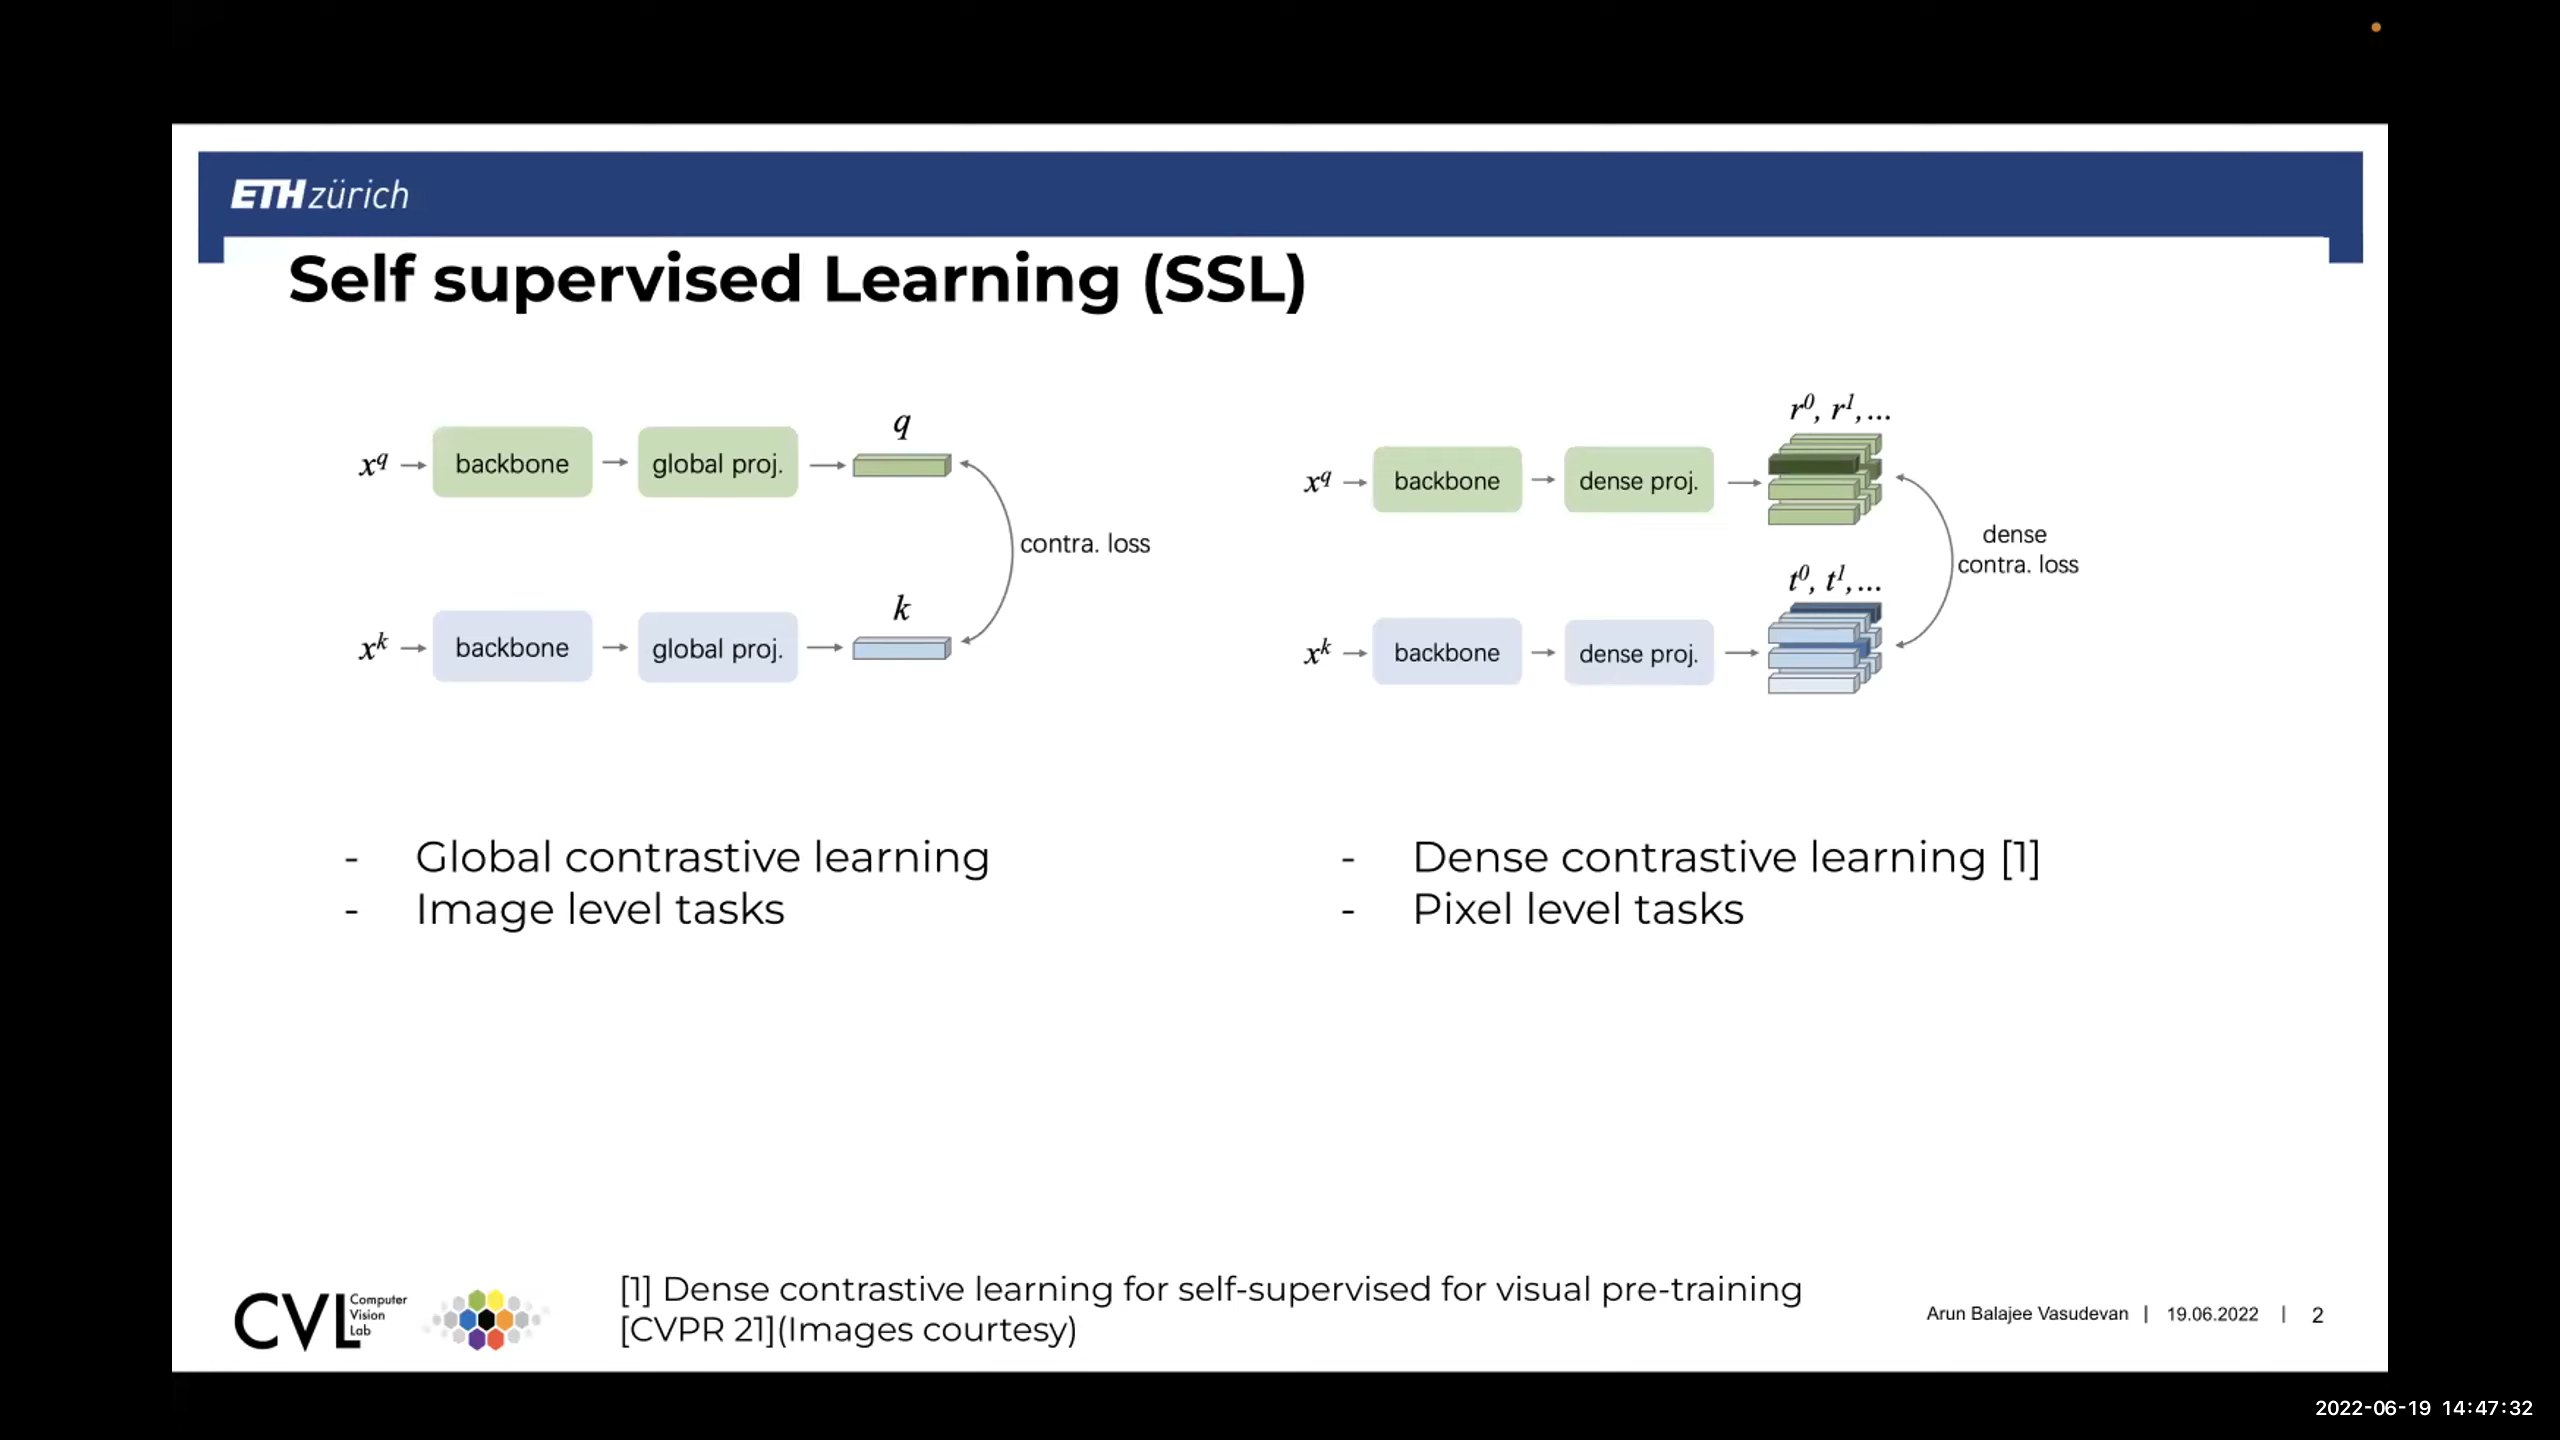 ETH zürich
Self supervised Learning (SSL)
x^q
backbone
global proj.
q
contra. loss
x^k
backbone
global proj.
k
x^q
backbone
dense proj.
r^0, r^1,...
dense
contra. loss
x^k
backbone
dense proj.
t^0, t^1,...
- Global contrastive learning
- Image level tasks
- Dense contrastive learning [1]
- Pixel level tasks
CVL Computer
Vision
Lab
[1] Dense contrastive learning for self-supervised for visual pre-training
[CVPR 21](Images courtesy)
Arun Balajee Vasudevan | 19.06.2022 | 2
2022-06-19 14:47:32